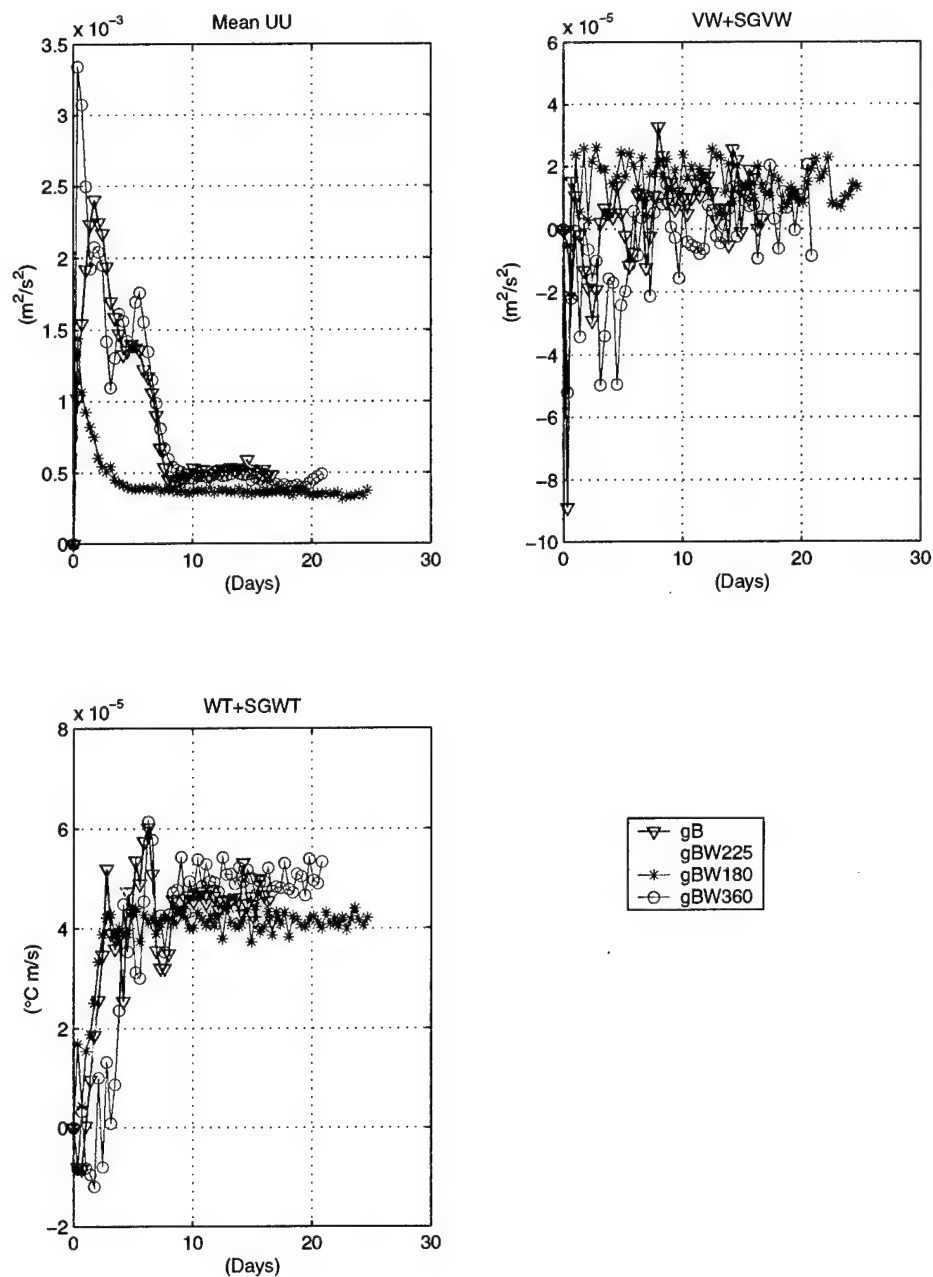 x 10⁻³
Mean UU
3.5
3
2.5
2
1.5
1
0.5
0
(m²/s²)
0
10
20
30
(Days)
x 10⁻⁵
VW+SGVW
6
4
2
0
−2
−4
−6
−8
−10
(m²/s²)
0
10
20
30
(Days)
x 10⁻⁵
WT+SGWT
8
6
4
2
0
−2
(°C m/s)
0
10
20
30
(Days)
gB
gBW225
gBW180
gBW360